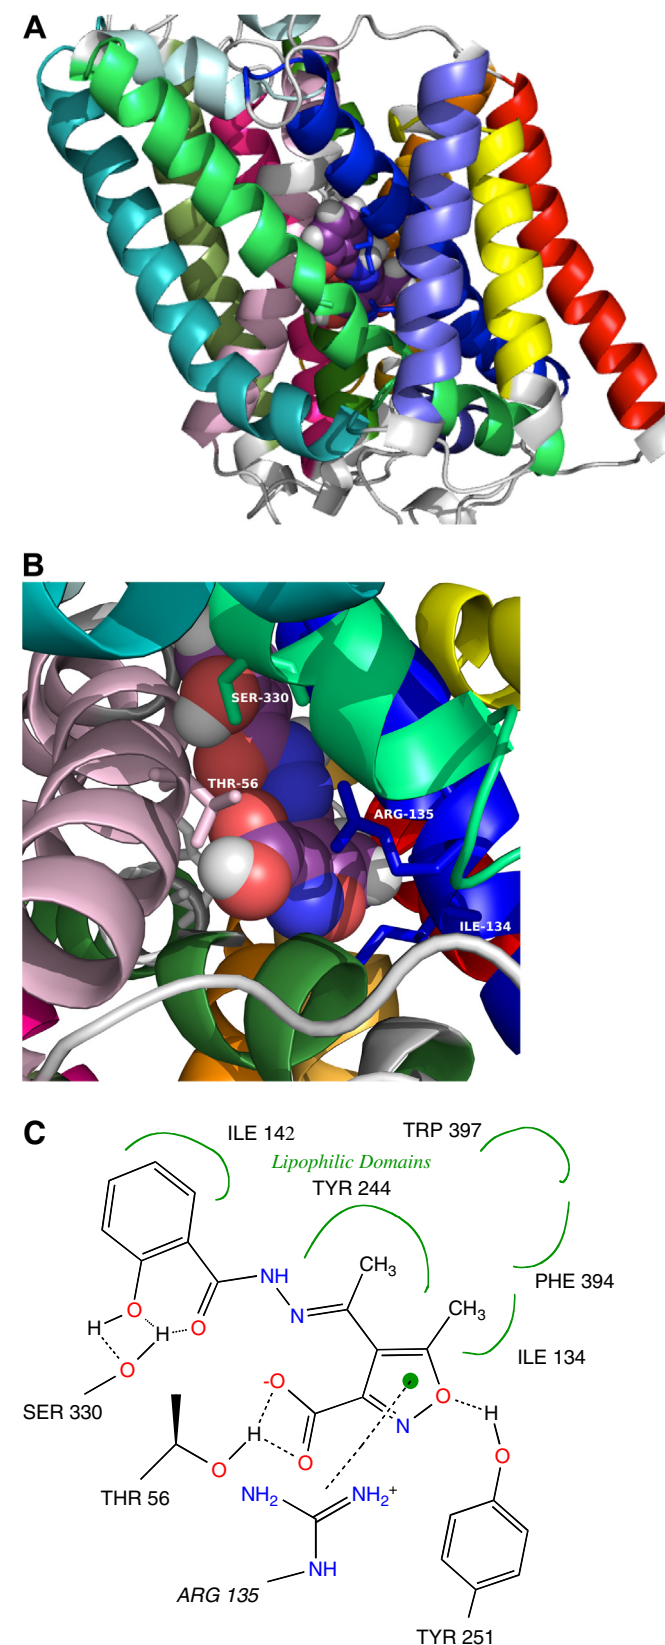 A
B
SER-330
THR-56
ARG-135
ILE-134
C
ILE 142
TRP 397
Lipophilic Domains
TYR 244
CH3
PHE 394
NH
CH3
N
O
H
H
O
ILE 134
O
-O
O
H
SER 330
N
H
O
O
THR 56
O
NH2
NH2+
NH
ARG 135
TYR 251